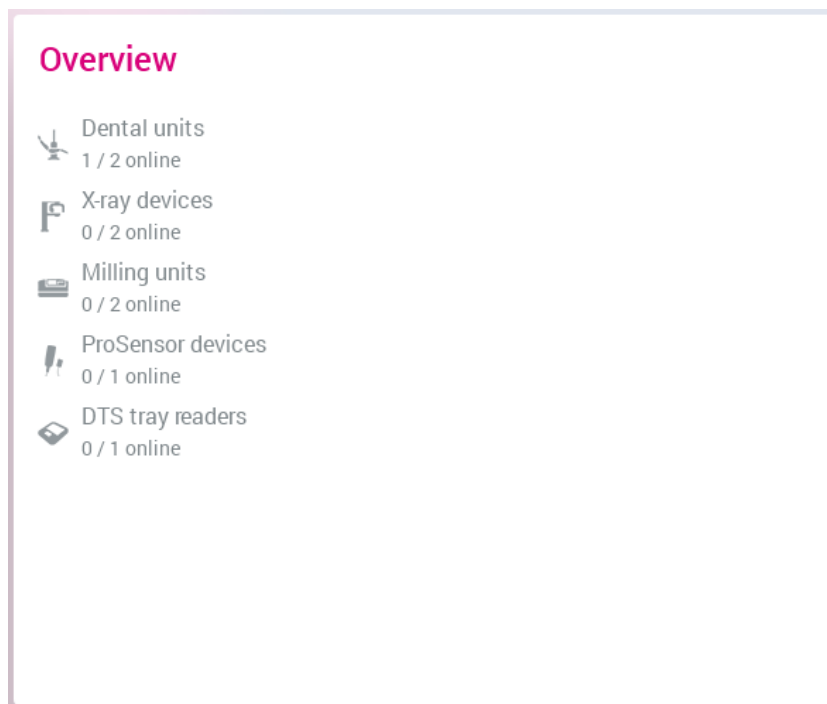 Overview
Dental units
1 / 2 online
X-ray devices
0 / 2 online
Milling units
0 / 2 online
ProSensor devices
0 / 1 online
DTS tray readers
0 / 1 online